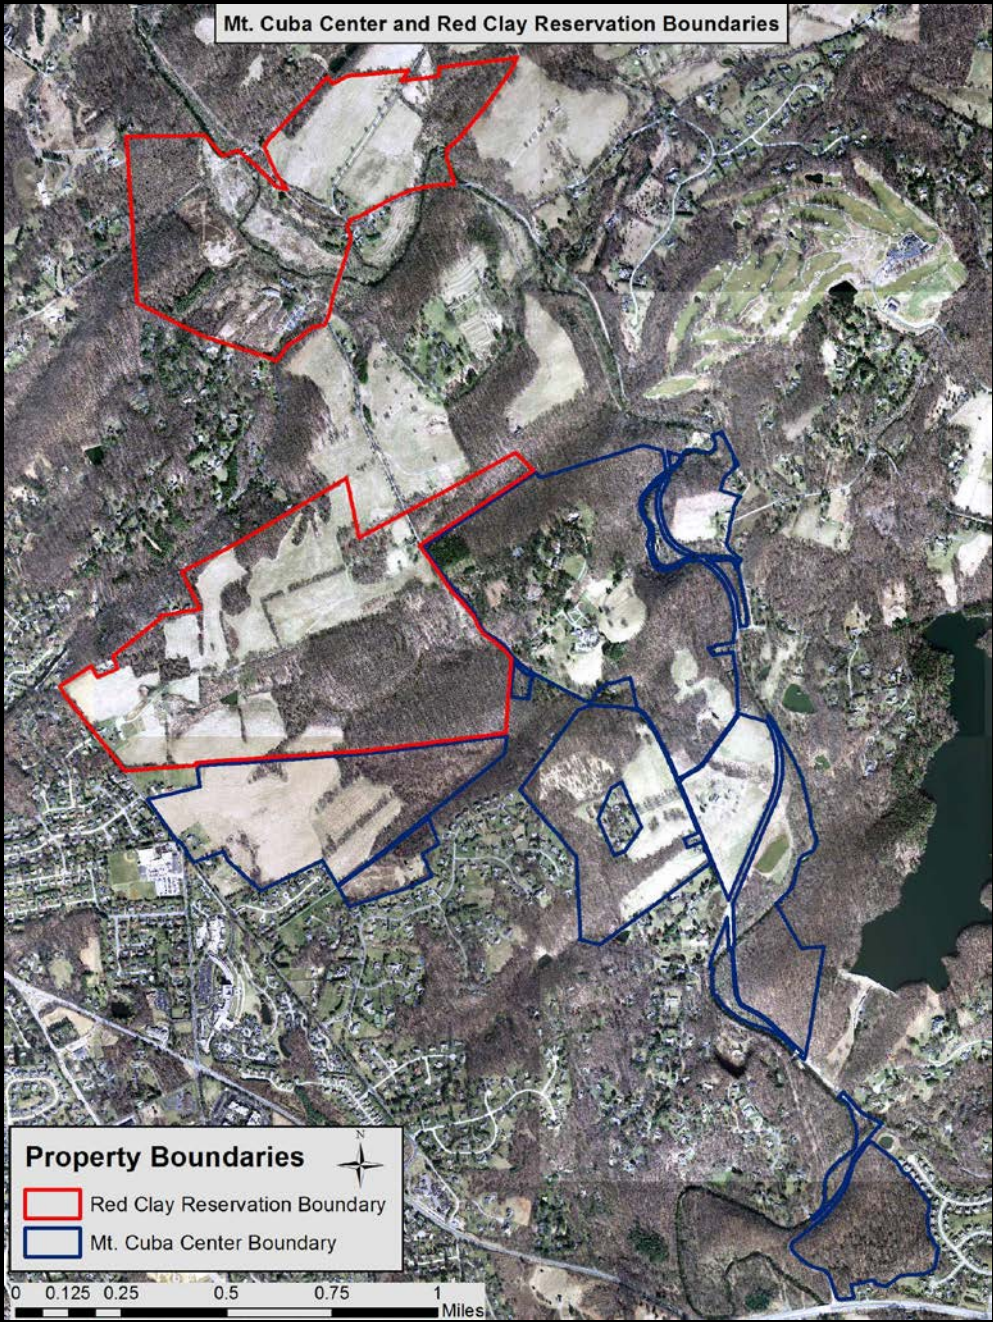 Mt. Cuba Center and Red Clay Reservation Boundaries
Property Boundaries
N
Red Clay Reservation Boundary
Mt. Cuba Center Boundary
0 0.125 0.25 0.5 0.75 1
Miles